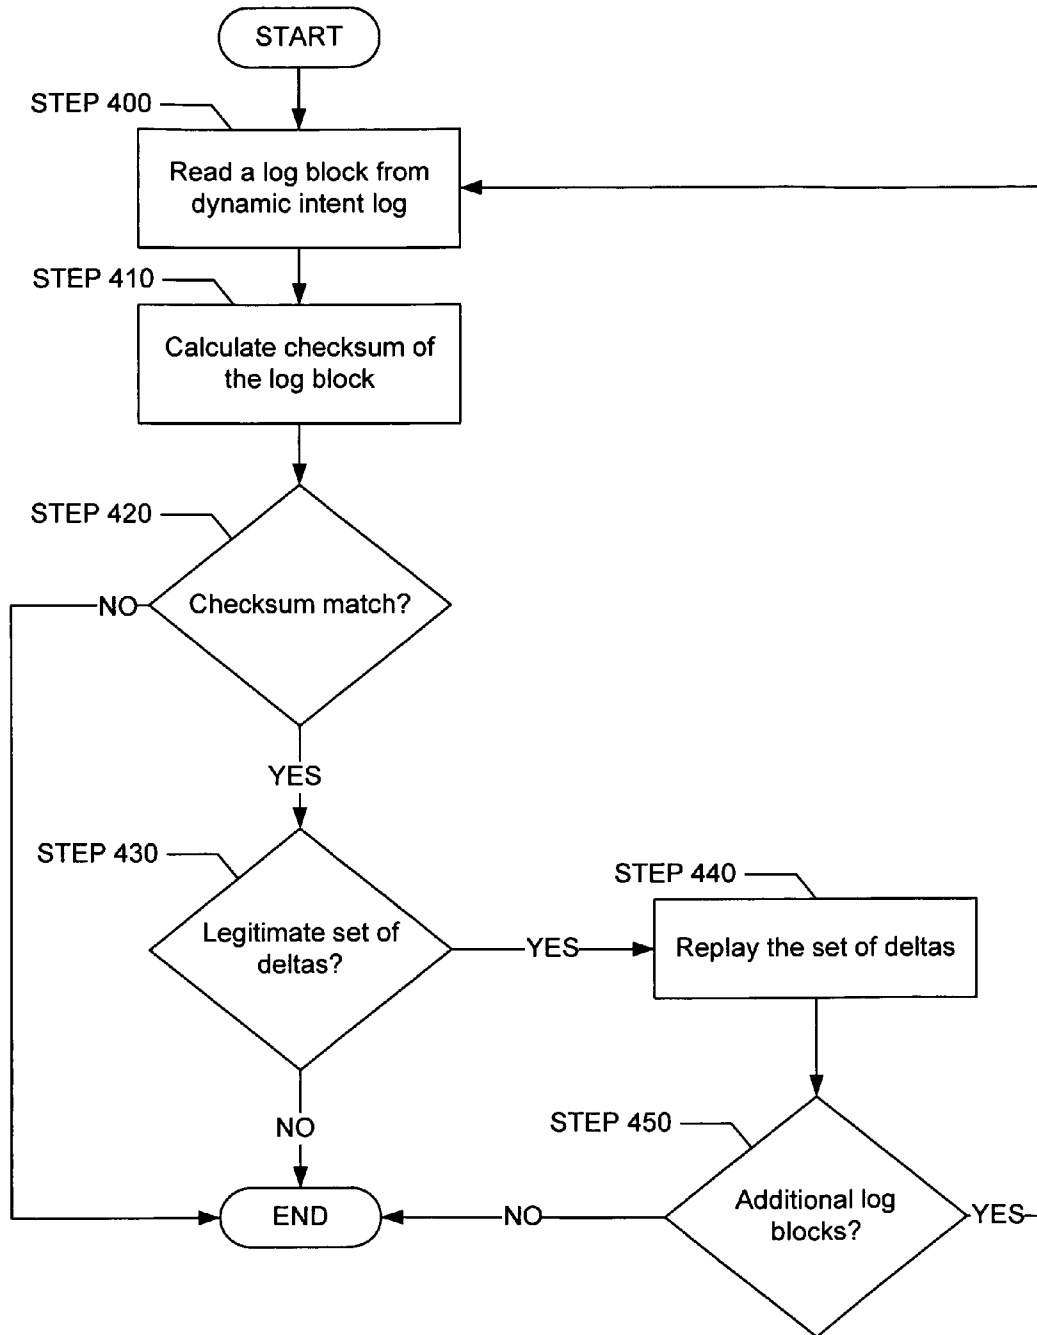 START
STEP 400
Read a log block from
dynamic intent log
STEP 410
Calculate checksum of
the log block
STEP 420
NO
Checksum match?
YES
STEP 430
Legitimate set of
deltas?
YES
STEP 440
Replay the set of deltas
NO
STEP 450
Additional log
blocks?
YES
NO
END